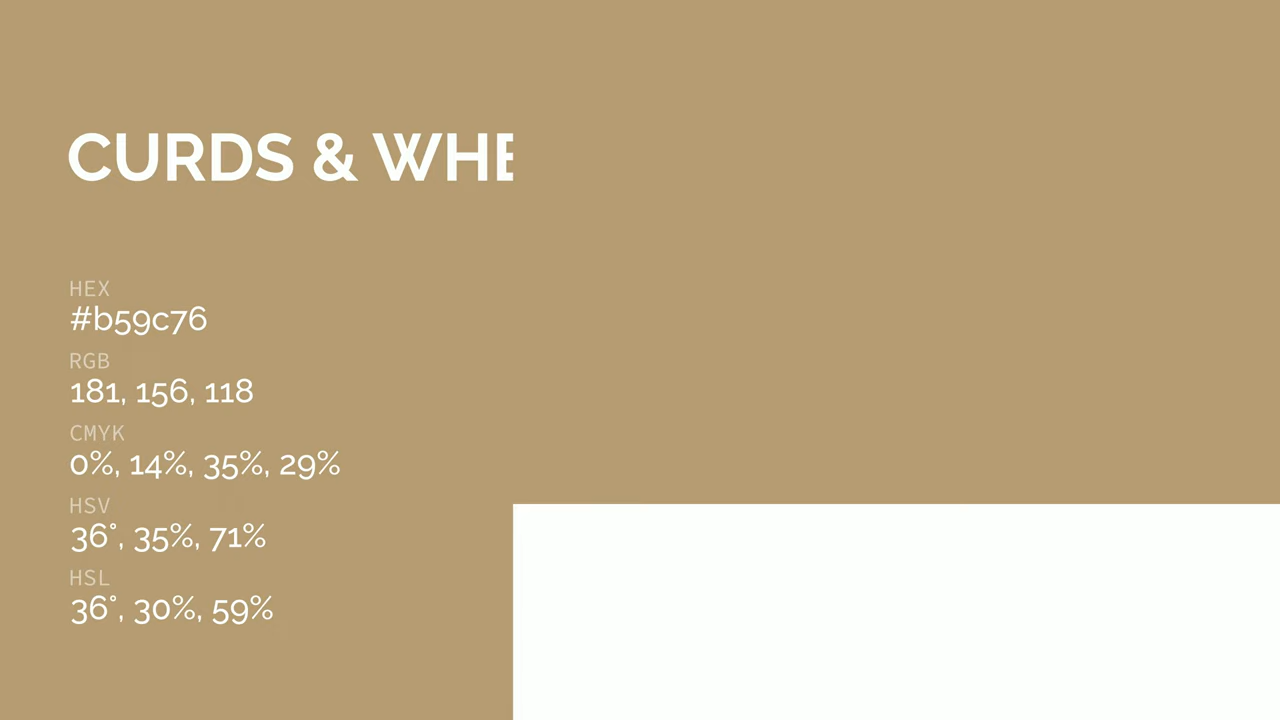 CURDS & WHE
HEX
#b59c76
RGB
181, 156, 118
CMYK
0%, 14%, 35%, 29%
HSV
36°, 35%, 71%
HSL
36°, 30%, 59%